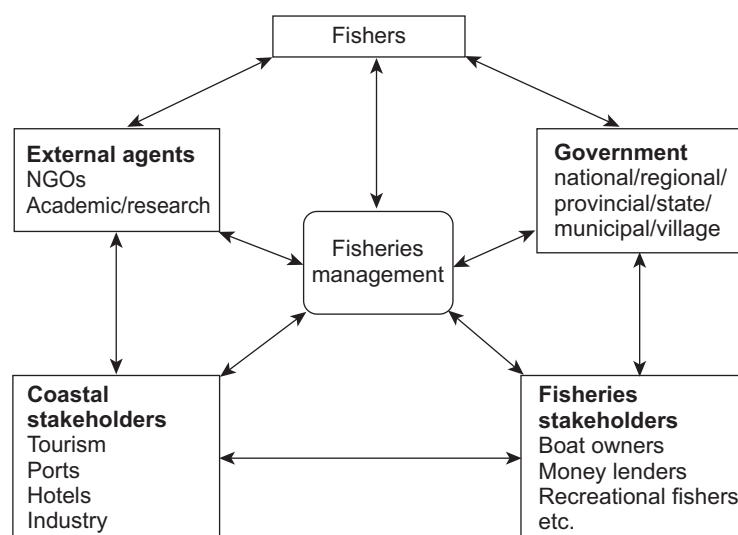 Fishers
External agents
NGOs
Academic/research
Government
national/regional/
provincial/state/
municipal/village
Fisheries
management
Coastal
stakeholders
Tourism
Ports
Hotels
Industry
Fisheries
stakeholders
Boat owners
Money lenders
Recreational fishers
etc.